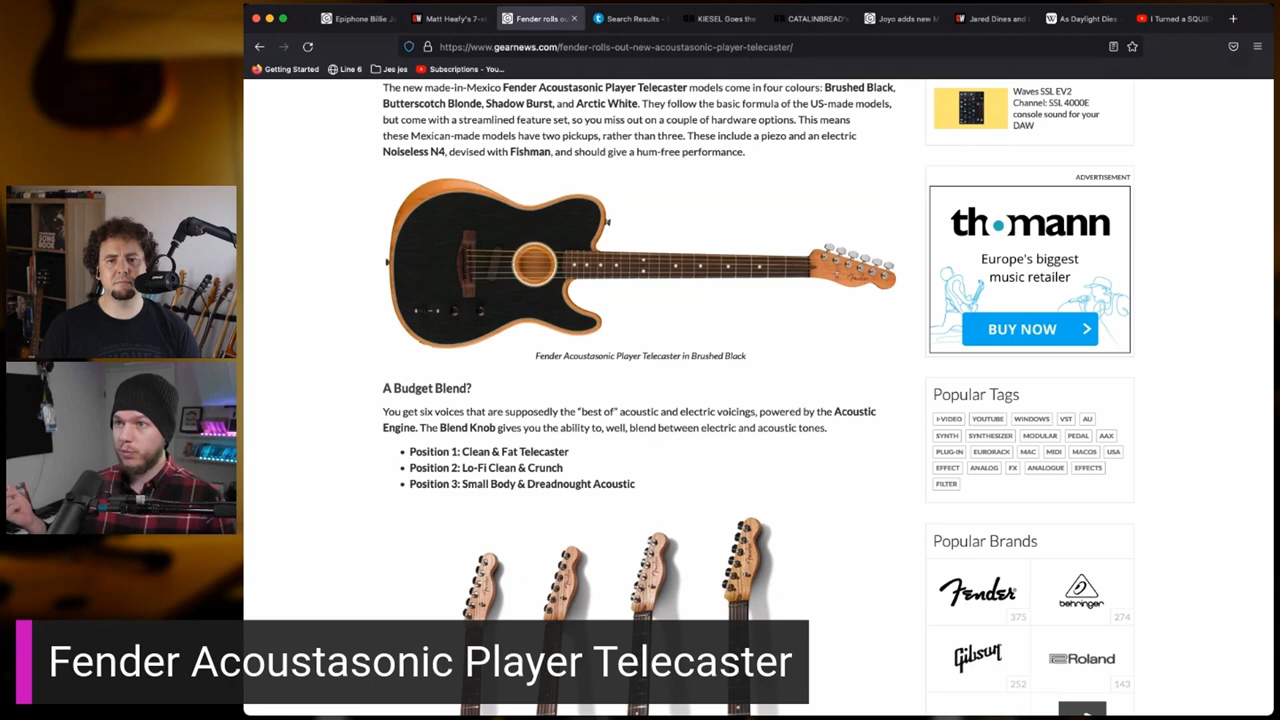 Epiphone Billie J
Matt Heafy's 7-s
Fender rolls o
Search Results -
KIESEL Goes the
CATALINBREAD's
Joyo adds new M
Jared Dines and
As Daylight Dies
I Turned a SQUIE
https://www.gearnews.com/fender-rolls-out-new-acoustasonic-player-telecaster/
Getting Started
Line 6
Jes jes
Subscriptions - You...
The new made-in-Mexico Fender Acoustasonic Player Telecaster models come in four colours: Brushed Black,
Butterscotch Blonde, Shadow Burst, and Arctic White. They follow the basic formula of the US-made models,
but come with a streamlined feature set, so you miss out on a couple of hardware options. This means
these Mexican-made models have two pickups, rather than three. These include a piezo and an electric
Noiseless N4, devised with Fishman, and should give a hum-free performance.
Fender Acoustasonic Player Telecaster in Brushed Black
A Budget Blend?
You get six voices that are supposedly the “best of” acoustic and electric voicings, powered by the Acoustic
Engine. The Blend Knob gives you the ability to, well, blend between electric and acoustic tones.
• Position 1: Clean & Fat Telecaster
• Position 2: Lo-Fi Clean & Crunch
• Position 3: Small Body & Dreadnought Acoustic
Waves SSL EV2
Channel: SSL 4000E
console sound for your
DAW
ADVERTISEMENT
thomann
Europe's biggest
music retailer
BUY NOW
Popular Tags
VIDEO YOUTUBE WINDOWS VST AU
SYNTH SYNTHESIZER MODULAR PEDAL AAX
PLUG-IN EURORACK MAC MIDI MACOS USA
EFFECT ANALOG FX ANALOGUE EFFECTS
FILTER
Popular Brands
Fender
375
behringer
274
Gibson
252
Roland
143
Fender Acoustasonic Player Telecaster